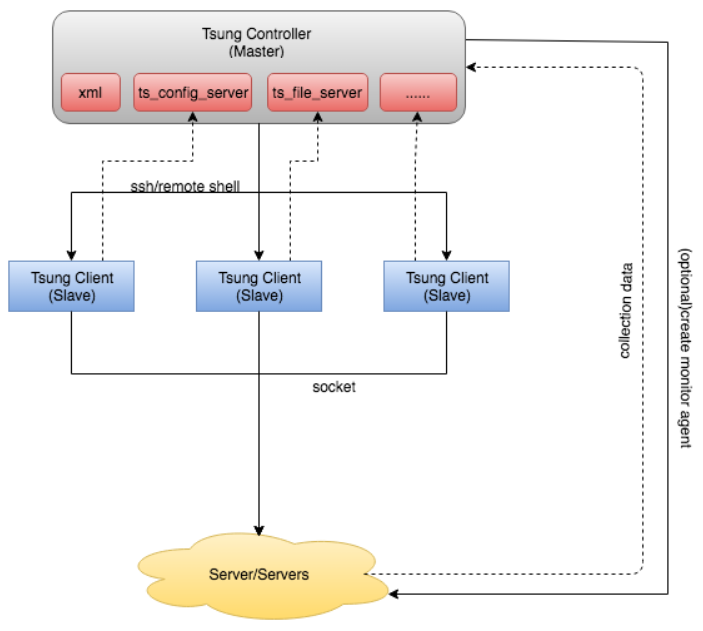 Tsung Controller
(Master)
xml
ts_config_server
ts_file_server
......
ssh/remote shell
Tsung Client
(Slave)
Tsung Client
(Slave)
Tsung Client
(Slave)
collection data
(optional)create monitor agent
socket
Server/Servers